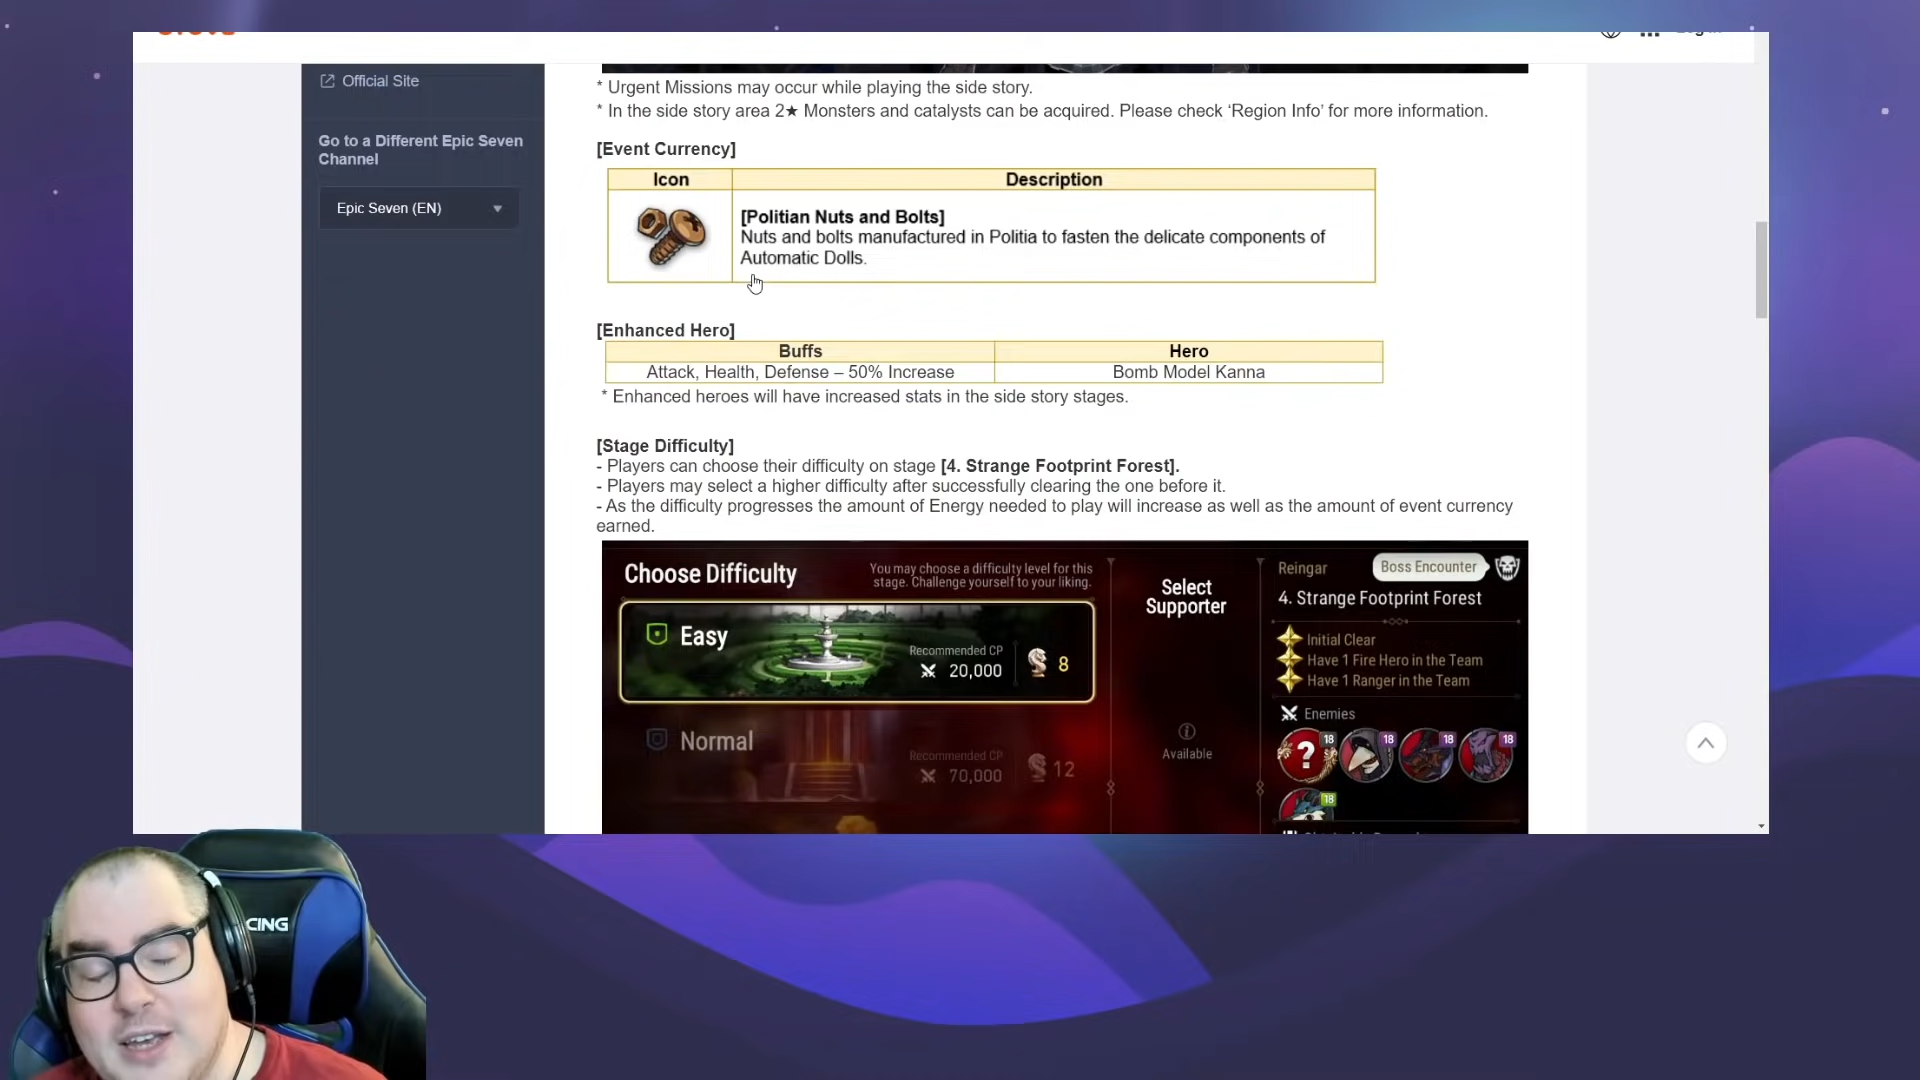 Official Site
Go to a Different Epic Seven
Channel
Epic Seven (EN)
* Urgent Missions may occur while playing the side story.
* In the side story area 2★ Monsters and catalysts can be acquired. Please check ‘Region Info’ for more information.
[Event Currency]
Icon Description
[Politian Nuts and Bolts]
Nuts and bolts manufactured in Politia to fasten the delicate components of
Automatic Dolls.
[Enhanced Hero]
Buffs Hero
Attack, Health, Defense – 50% Increase Bomb Model Kanna
* Enhanced heroes will have increased stats in the side story stages.
[Stage Difficulty]
- Players can choose their difficulty on stage [4. Strange Footprint Forest].
- Players may select a higher difficulty after successfully clearing the one before it.
- As the difficulty progresses the amount of Energy needed to play will increase as well as the amount of event currency
earned.
Choose Difficulty
You may choose a difficulty level for this
stage. Challenge yourself to your liking.
Easy
Recommended CP
20,000 8
Normal
Recommended CP
70,000 12
Select
Supporter
Available
Reingar Boss Encounter
4. Strange Footprint Forest
Initial Clear
Have 1 Fire Hero in the Team
Have 1 Ranger in the Team
Enemies
? 18 18 18 18
18
CING